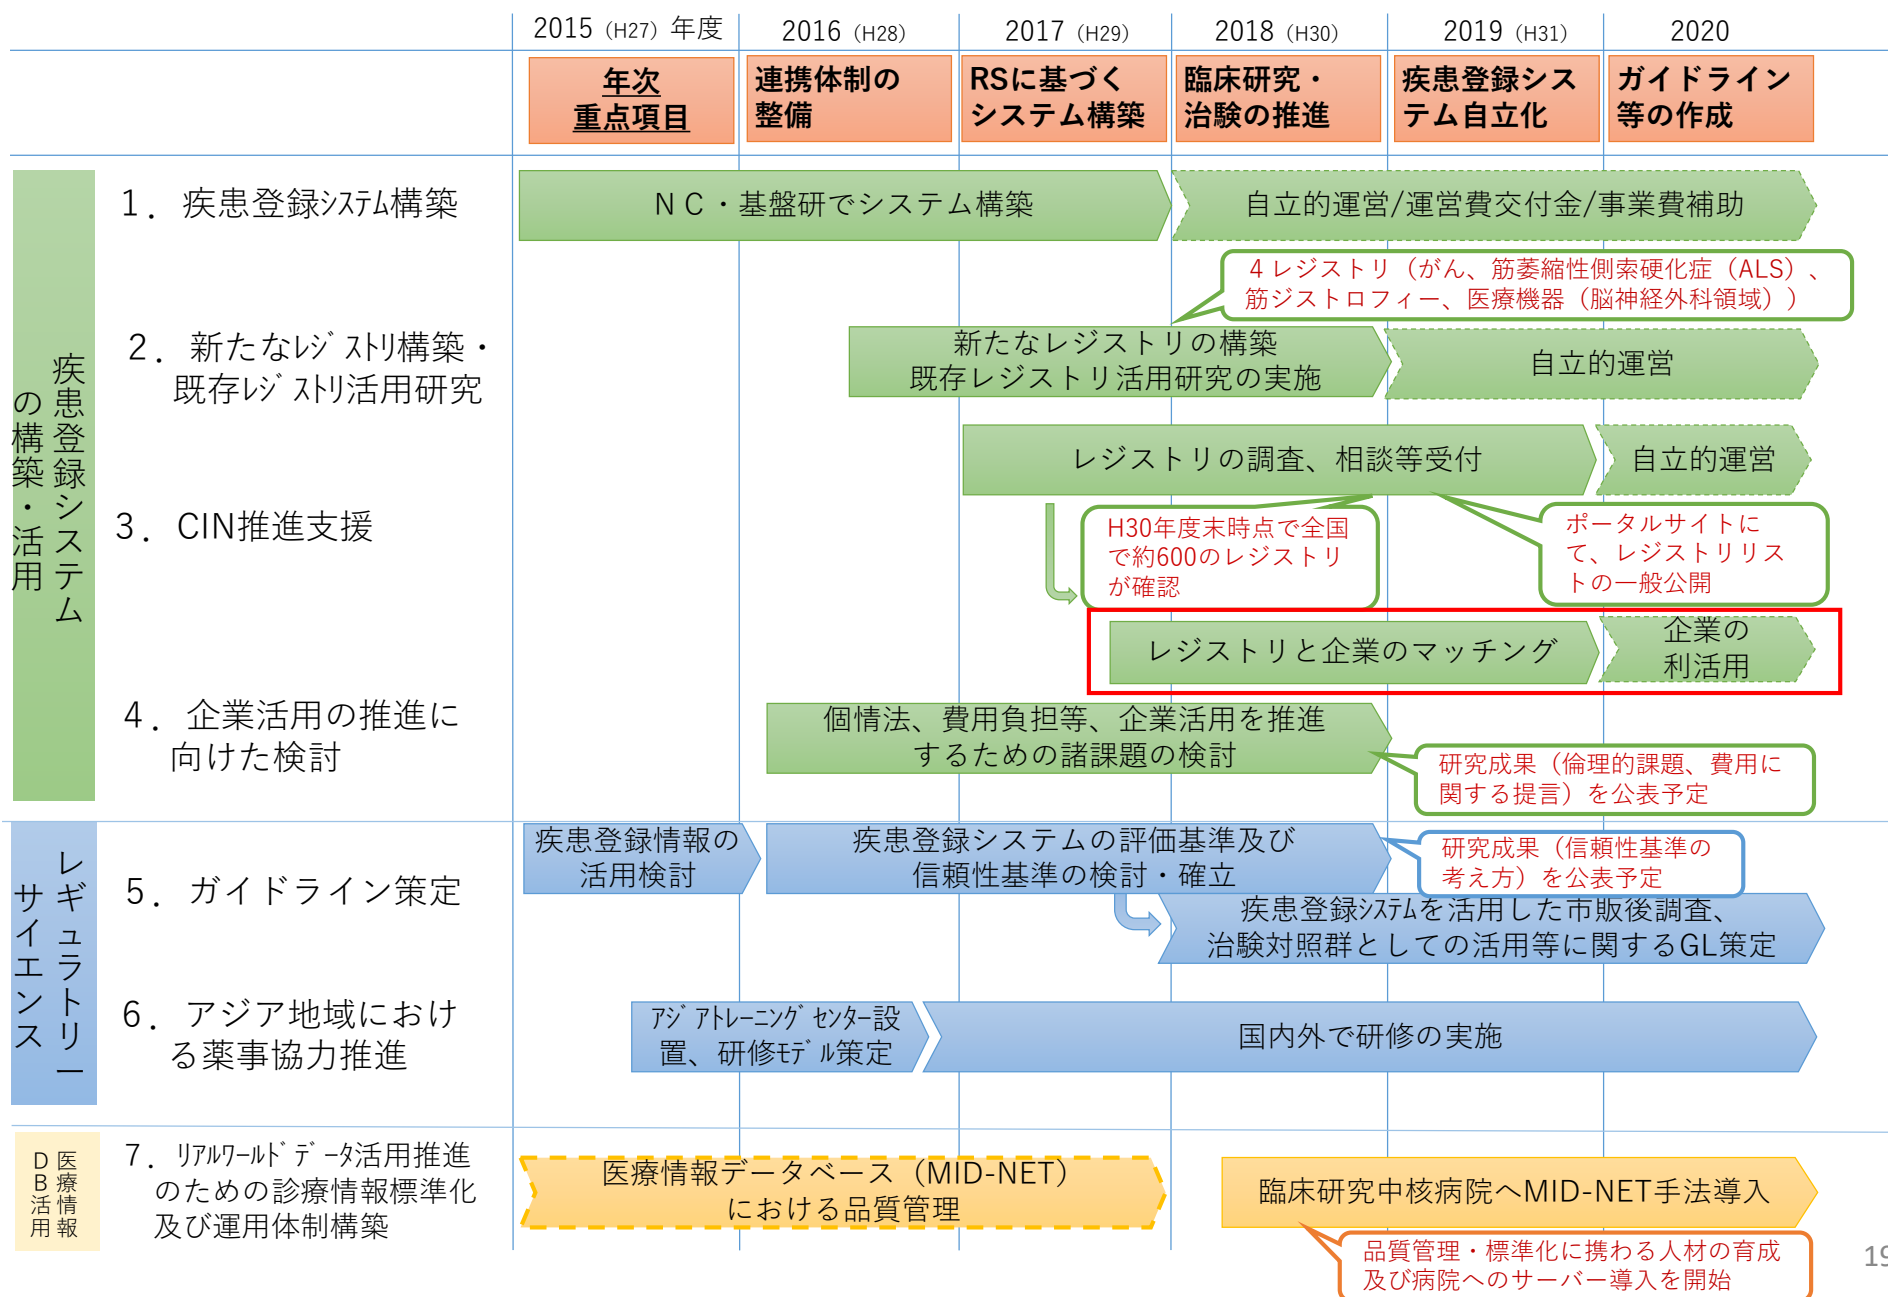 2015（H27）年度
2016（H28）
2017（H29）
2018（H30）
2019（H31）
2020
年次
重点項目
連携体制の
整備
RSに基づく
システム構築
臨床研究・
治験の推進
疾患登録シス
テム自立化
ガイドライン
等の作成
疾患登録システム
の構築・活用
1．疾患登録ｼｽﾃﾑ構築
ＮＣ・基盤研でシステム構築
自立的運営/運営費交付金/事業費補助
４レジストリ（がん、筋萎縮性側索硬化症（ALS）、
筋ジストロフィー、医療機器（脳神経外科領域））
2．新たなﾚｼﾞｽﾄﾘ構築・
既存ﾚｼﾞｽﾄﾘ活用研究
新たなレジストリの構築
既存レジストリ活用研究の実施
自立的運営
レジストリの調査、相談等受付
自立的運営
3．CIN推進支援
H30年度末時点で全国
で約600のレジストリ
が確認
ポータルサイトに
て、レジストリリス
トの一般公開
レジストリと企業のマッチング
企業の
利活用
4．企業活用の推進に
向けた検討
個情法、費用負担等、企業活用を推進
するための諸課題の検討
研究成果（倫理的課題、費用に
関する提言）を公表予定
レギュラトリー
サイエンス
5．ガイドライン策定
疾患登録情報の
活用検討
疾患登録システムの評価基準及び
信頼性基準の検討・確立
研究成果（信頼性基準の
考え方）を公表予定
疾患登録ｼｽﾃﾑを活用した市販後調査、
治験対照群としての活用等に関するGL策定
6．アジア地域におけ
る薬事協力推進
ｱｼﾞｱﾄﾚｰﾆﾝｸﾞｾﾝﾀｰ設
置、研修ﾓﾃﾞﾙ策定
国内外で研修の実施
医療情報
ＤＢ活用
7．ﾘｱﾙﾜｰﾙﾄﾞﾃﾞｰﾀ活用推進
のための診療情報標準化
及び運用体制構築
医療情報データベース（MID-NET）
における品質管理
臨床研究中核病院へMID-NET手法導入
品質管理・標準化に携わる人材の育成
及び病院へのサーバー導入を開始
19